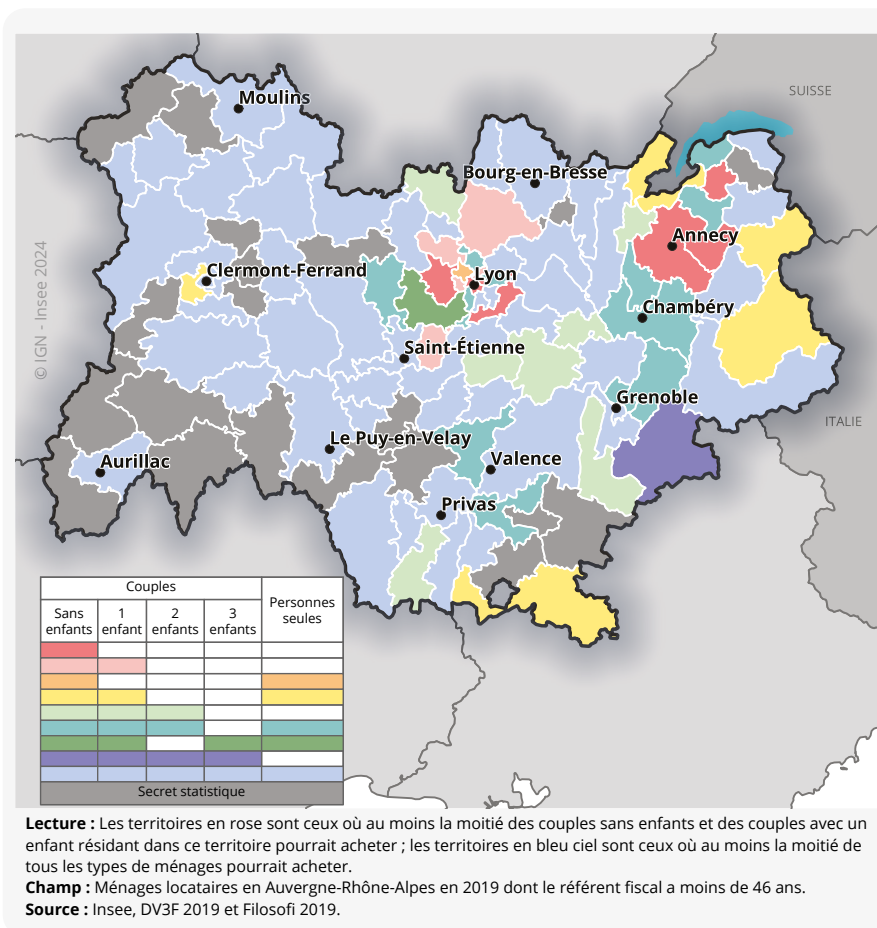 SUISSE
Moulins
Bourg-en-Bresse
Annecy
Clermont-Ferrand
Lyon
Chambéry
© IGN - Insee 2024
Saint-Étienne
Grenoble
ITALIE
Le Puy-en-Velay
Aurillac
Valence
Privas
Couples
Personnes
seules
Sans
enfants
1
enfant
2
enfants
3
enfants
Secret statistique
Lecture : Les territoires en rose sont ceux où au moins la moitié des couples sans enfants et des couples avec un
enfant résidant dans ce territoire pourrait acheter ; les territoires en bleu ciel sont ceux où au moins la moitié de
tous les types de ménages pourrait acheter.
Champ : Ménages locataires en Auvergne-Rhône-Alpes en 2019 dont le référent fiscal a moins de 46 ans.
Source : Insee, DV3F 2019 et Filosofi 2019.